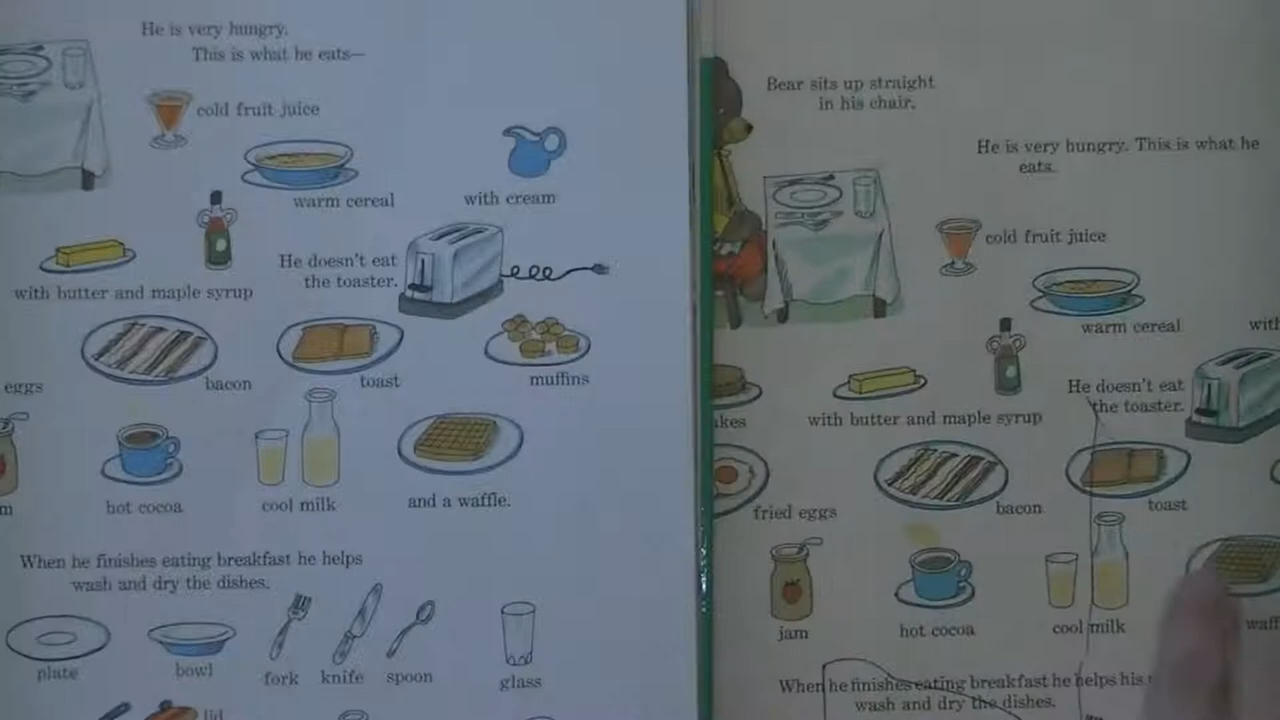 He is very hungry.
This is what he eats—
cold fruit juice
warm cereal
with cream
with butter and maple syrup
He doesn't eat
the toaster.
eggs
bacon
toast
muffins
m
hot cocoa
cool milk
and a waffle.
When he finishes eating breakfast he helps
wash and dry the dishes.
plate
bowl
fork
knife
spoon
glass
lid
Bear sits up straight
in his chair.
He is very hungry. This is what he
eats.
cold fruit juice
warm cereal
with
akes
with butter and maple syrup
He doesn't eat
the toaster.
fried eggs
bacon
toast
jam
hot cocoa
cool milk
waff
When he finishes eating breakfast he helps his
wash and dry the dishes.